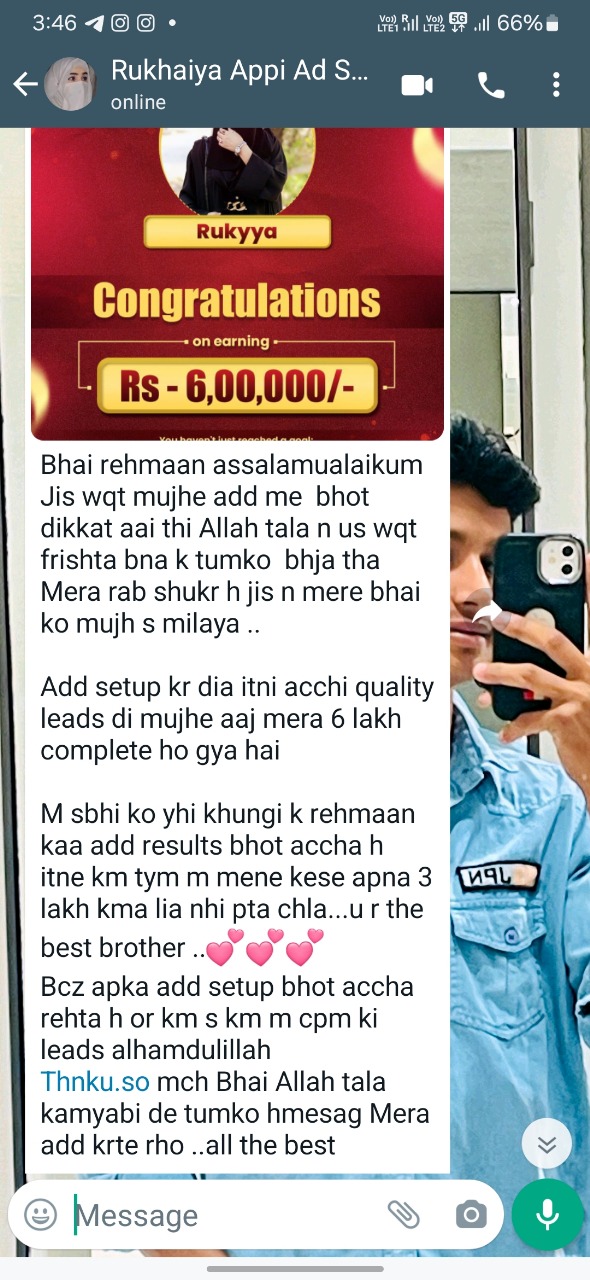 3:46
Vo)) LTE1 R Vo)) LTE2 5G 66%
Rukhaiya Appi Ad S...
online
Rukyya
Congratulations
on earning
Rs - 6,00,000/-
You haven't just reached a goal:
Bhai rehmaan assalamualaikum
Jis wqt mujhe add me bhot
dikkat aai thi Allah tala n us wqt
frishta bna k tumko bhja tha
Mera rab shukr h jis n mere bhai
ko mujh s milaya ..
Add setup kr dia itni acchi quality
leads di mujhe aaj mera 6 lakh
complete ho gya hai
M sbhi ko yhi khungi k rehmaan
kaa add results bhot accha h
itne km tym m mene kese apna 3
lakh kma lia nhi pta chla...u r the
best brother ..💕💕💕
Bcz apka add setup bhot accha
rehta h or km s km m cpm ki
leads alhamdulillah
Thnku.so mch Bhai Allah tala
kamyabi de tumko hmesag Mera
add krte rho ..all the best
Message